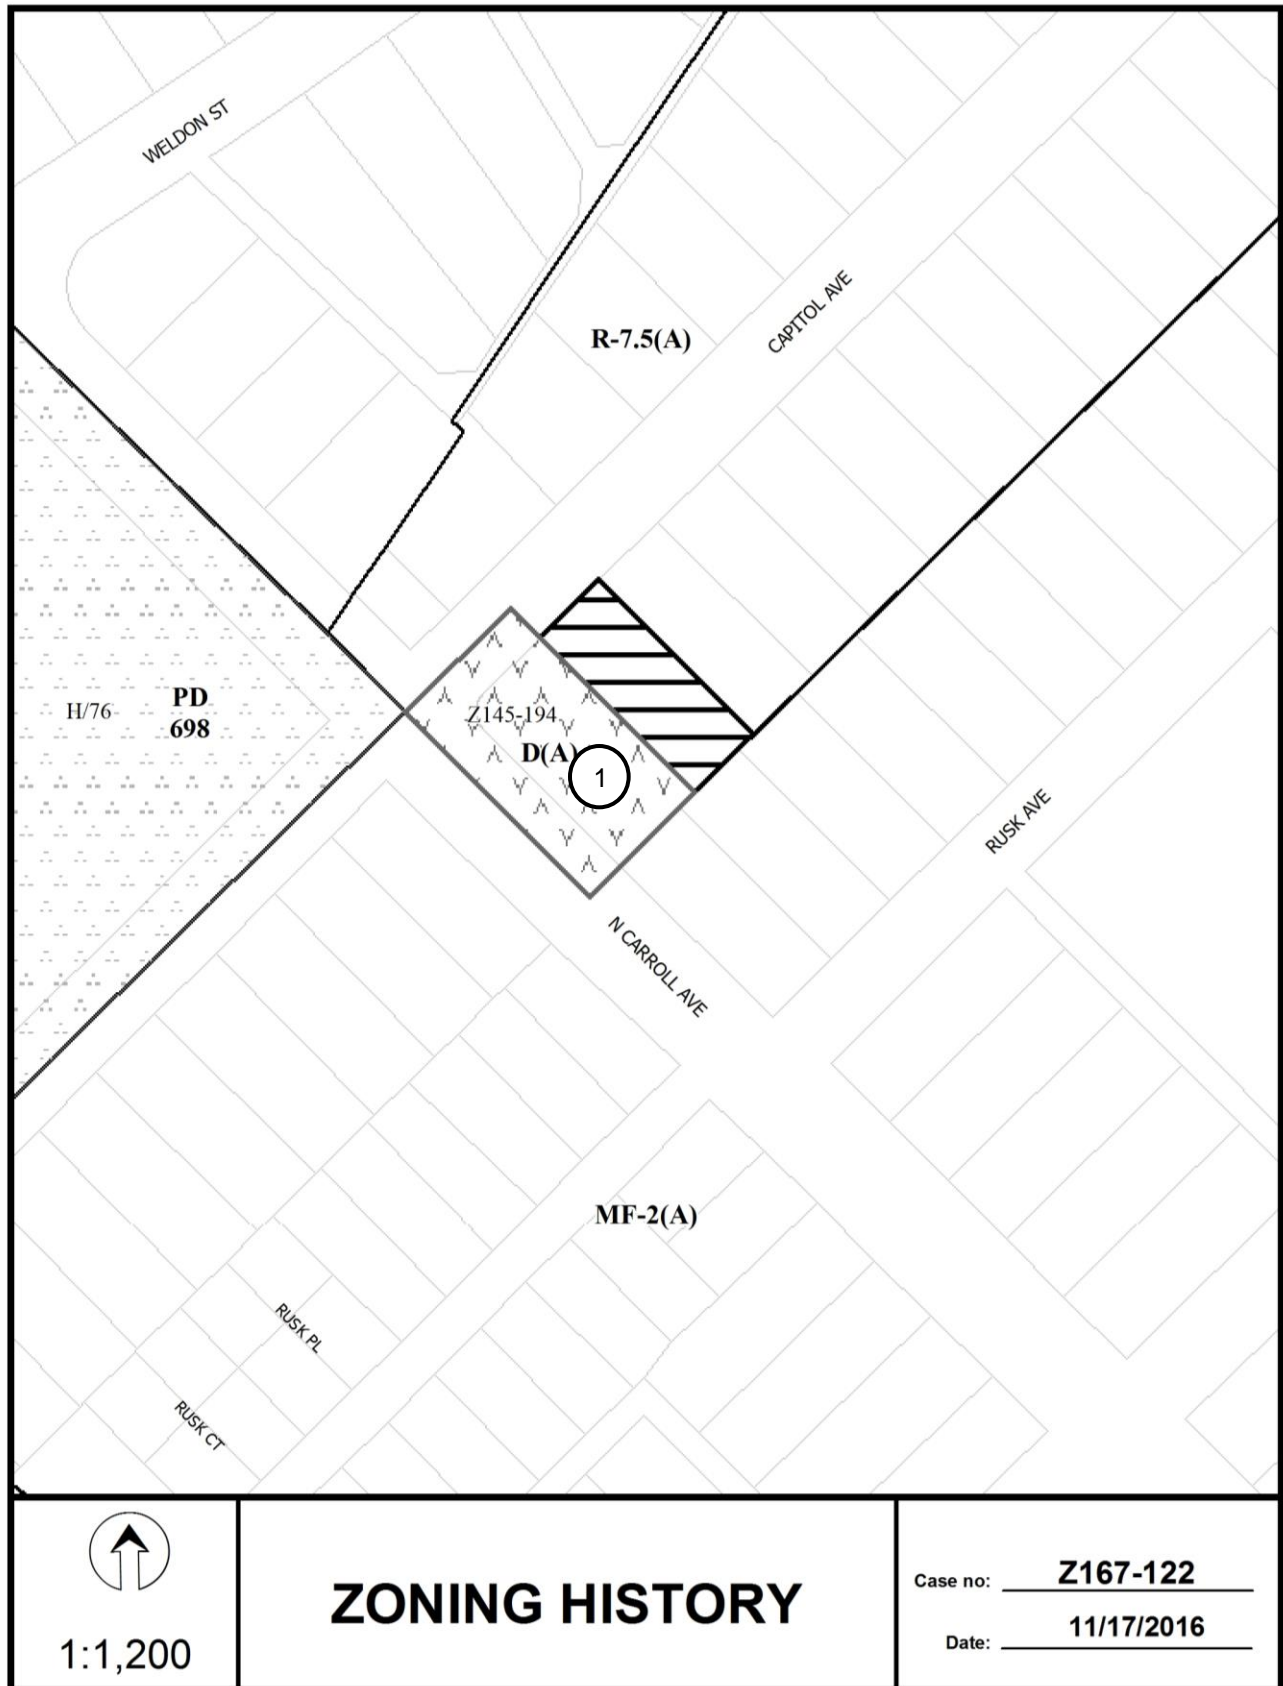 WELDON ST
CAPITOL AVE
R-7.5(A)
H/76
PD
698
Z145-194
D(A)
1
RUSK AVE
N CARROLL AVE
MF-2(A)
RUSK PL
RUSK CT
1:1,200
ZONING HISTORY
Case no: Z167-122
Date: 11/17/2016